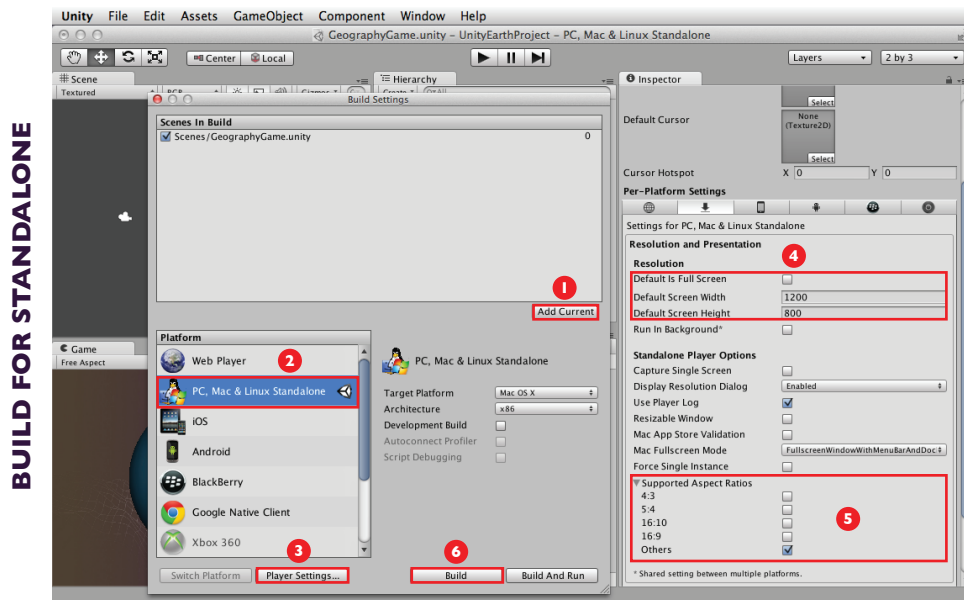 BUILD FOR STANDALONE
Unity File Edit Assets GameObject Component Window Help
GeographyGame.unity – UnityEarthProject – PC, Mac & Linux Standalone
Center Local Layers 2 by 3
# Scene Hierarchy Inspector
Textured RGB Gizmos Create All
Build Settings
Scenes In Build
Scenes/GeographyGame.unity 0
1
Add Current
Platform
Web Player
2
PC, Mac & Linux Standalone
iOS
Android
BlackBerry
Google Native Client
Xbox 360
3
Switch Platform Player Settings...
PC, Mac & Linux Standalone
Target Platform Mac OS X
Architecture x86
Development Build
Autoconnect Profiler
Script Debugging
6
Build Build And Run
Game
Free Aspect
Select
Default Cursor None
(Texture2D)
Select
Cursor Hotspot X 0 Y 0
Per-Platform Settings
Settings for PC, Mac & Linux Standalone
Resolution and Presentation
4
Resolution
Default Is Full Screen
Default Screen Width 1200
Default Screen Height 800
Run In Background*
Standalone Player Options
Capture Single Screen
Display Resolution Dialog Enabled
Use Player Log
Resizable Window
Mac App Store Validation
Mac Fullscreen Mode FullscreenWindowWithMenuBarAndDoc
Force Single Instance
Supported Aspect Ratios
4:3
5:4
16:10
5
16:9
Others
* Shared setting between multiple platforms.